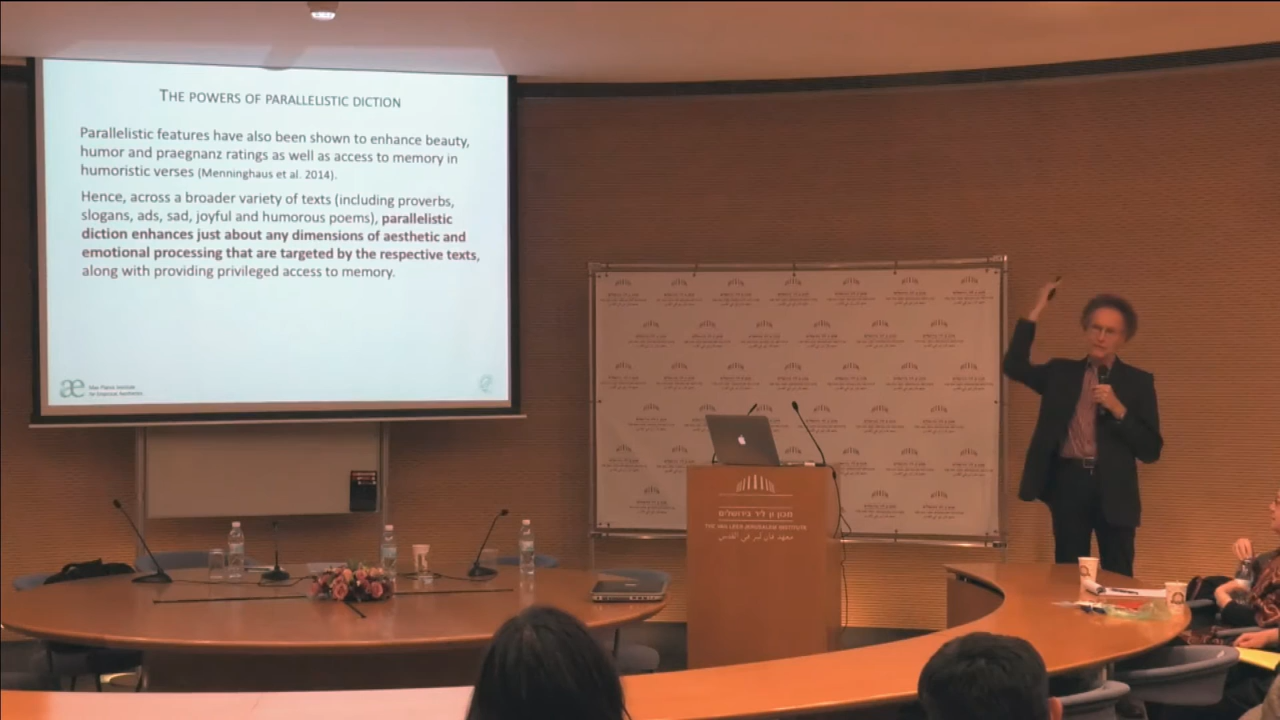 THE POWERS OF PARALLELISTIC DICTION
Parallelistic features have also been shown to enhance beauty,
humor and praegnanz ratings as well as access to memory in
humoristic verses (Menninghaus et al. 2014).
Hence, across a broader variety of texts (including proverbs,
slogans, ads, sad, joyful and humorous poems), parallelistic
diction enhances just about any dimensions of aesthetic and
emotional processing that are targeted by the respective texts,
along with providing privileged access to memory.
æ
Max Planck Institute
for Empirical Aesthetics
מכון ון ליר בירושלים
THE VAN LEER JERUSALEM INSTITUTE
معهد فان لير في القدس